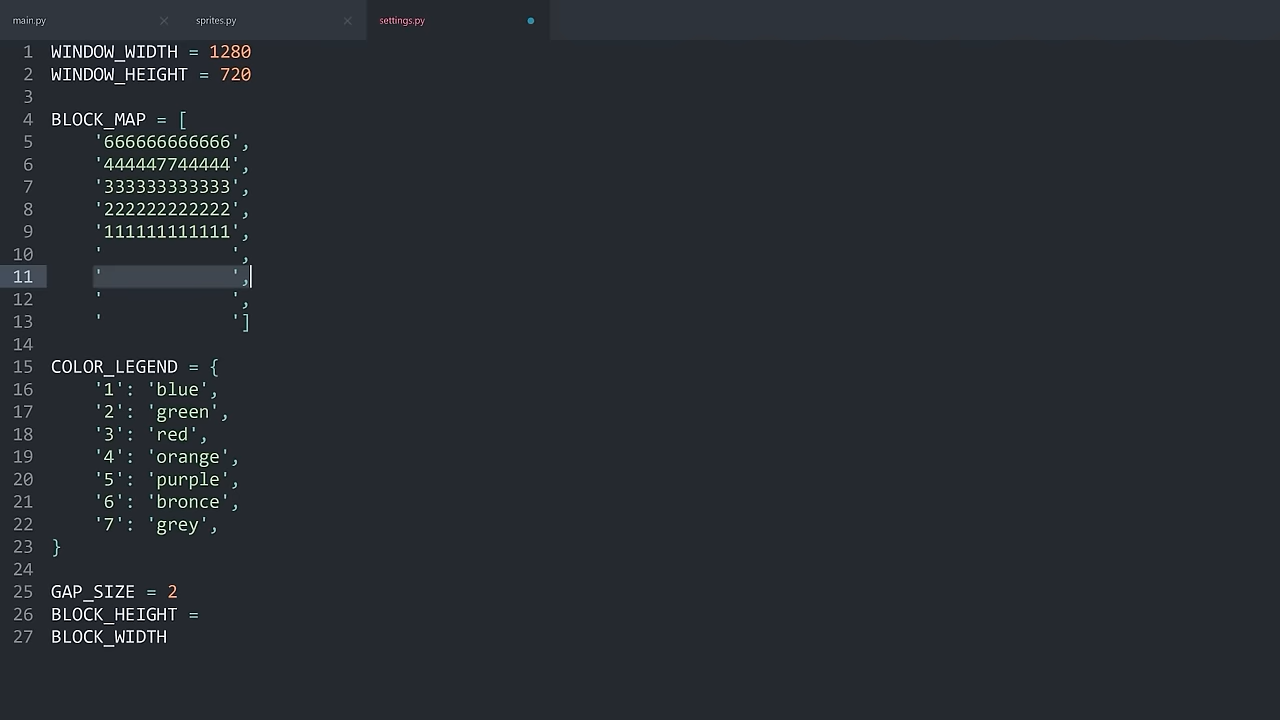 main.py × sprites.py × settings.py
1 WINDOW_WIDTH = 1280
2 WINDOW_HEIGHT = 720
3
4 BLOCK_MAP = [
5     '666666666666',
6     '444447744444',
7     '333333333333',
8     '222222222222',
9     '111111111111',
10     '            ',
11     '            ',
12     '            ',
13     '            ']
14
15 COLOR_LEGEND = {
16     '1': 'blue',
17     '2': 'green',
18     '3': 'red',
19     '4': 'orange',
20     '5': 'purple',
21     '6': 'bronce',
22     '7': 'grey',
23 }
24
25 GAP_SIZE = 2
26 BLOCK_HEIGHT =
27 BLOCK_WIDTH